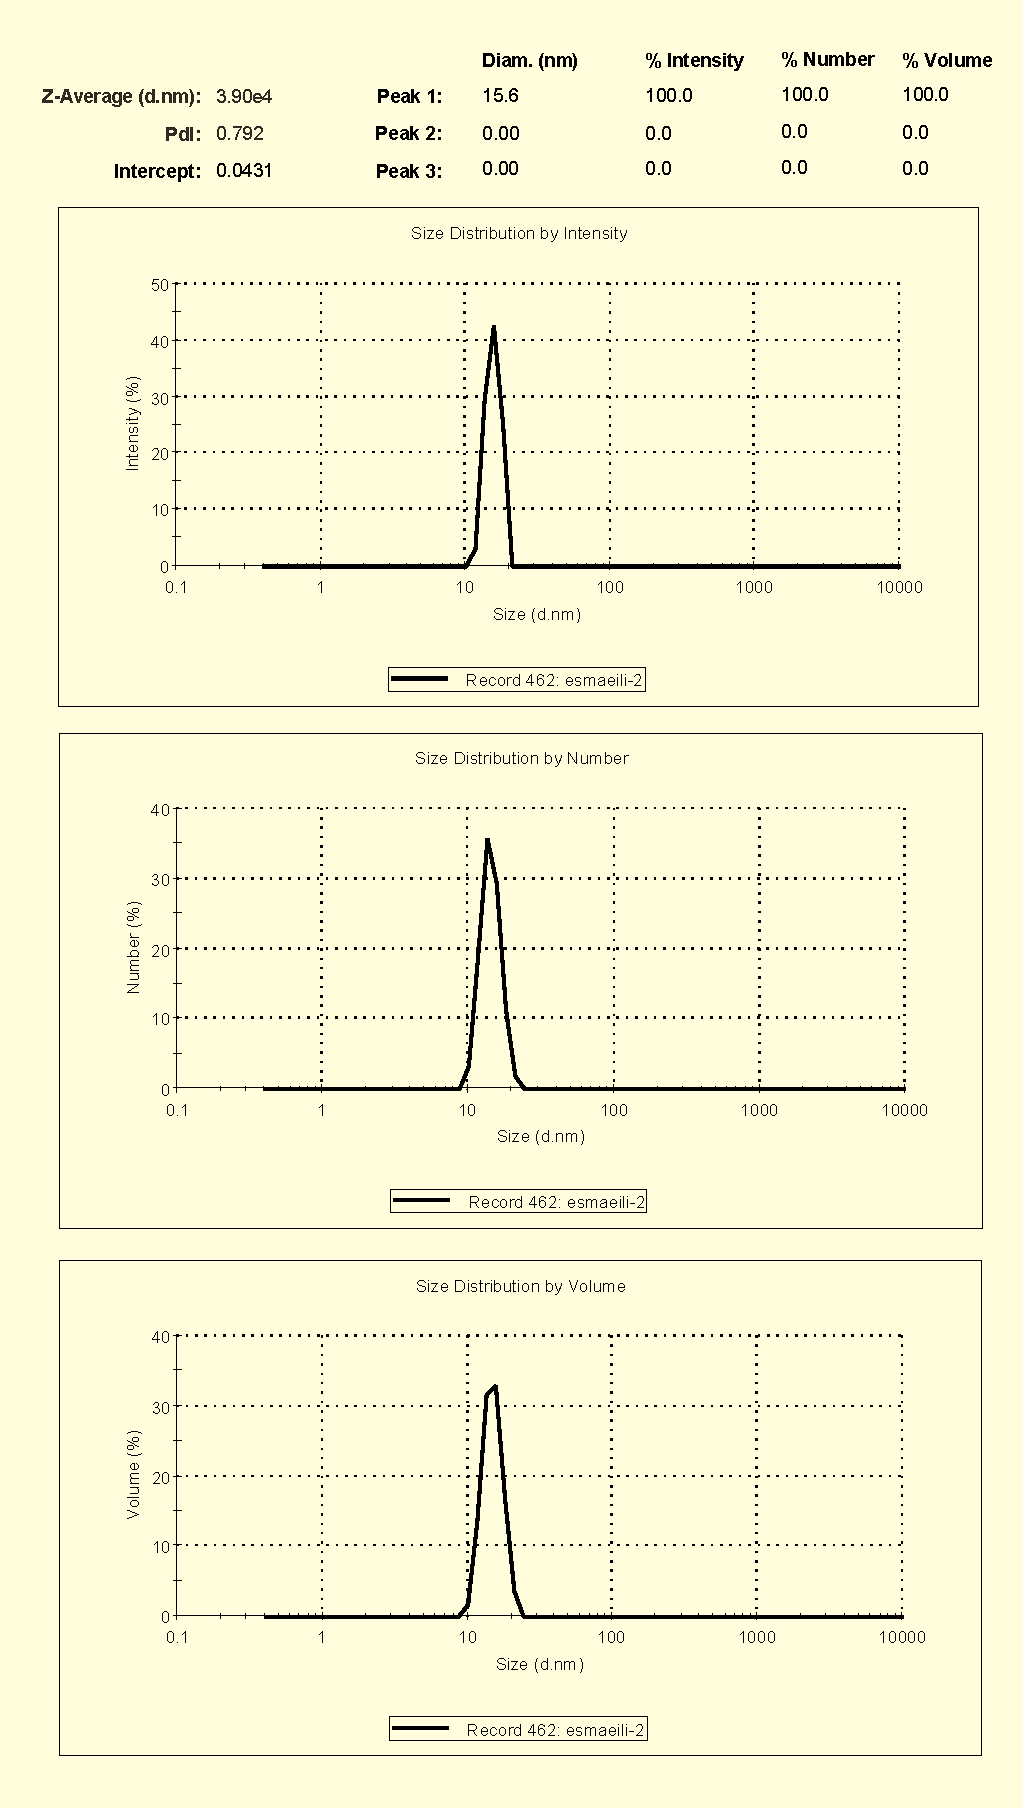 Diam. (nm) % Intensity % Number % Volume
Z-Average (d.nm): 3.90e4 Peak 1: 15.6 100.0 100.0 100.0
PdI: 0.792 Peak 2: 0.00 0.0 0.0 0.0
Intercept: 0.0431 Peak 3: 0.00 0.0 0.0 0.0
Size Distribution by Intensity
50
40
30
20
10
0
Intensity (%)
0.1 1 10 100 1000 10000
Size (d.nm)
Record 462: esmaeili-2
Size Distribution by Number
40
30
20
10
0
Number (%)
0.1 1 10 100 1000 10000
Size (d.nm)
Record 462: esmaeili-2
Size Distribution by Volume
40
30
20
10
0
Volume (%)
0.1 1 10 100 1000 10000
Size (d.nm)
Record 462: esmaeili-2